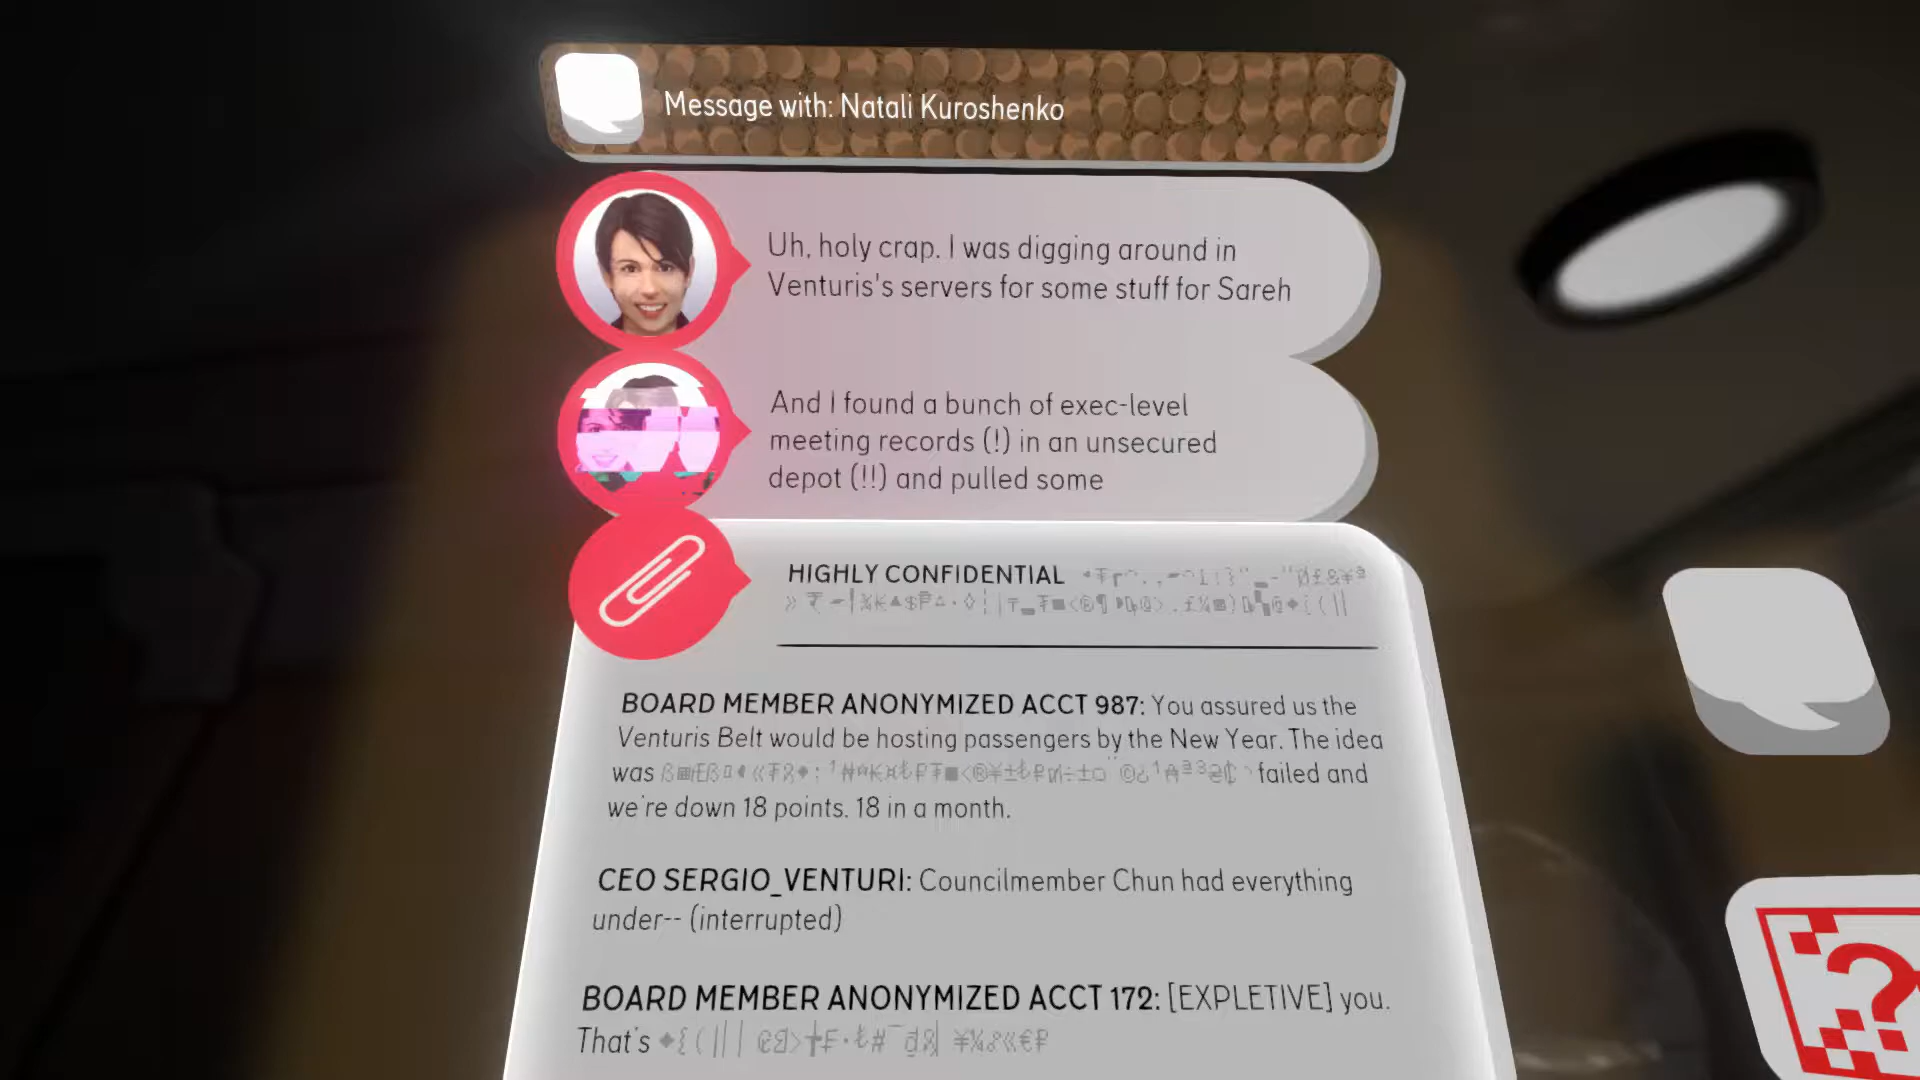 Message with: Natali Kuroshenko
Uh, holy crap. I was digging around in
Venturis's servers for some stuff for Sareh
And I found a bunch of exec-level
meeting records (!) in an unsecured
depot (!!) and pulled some
HIGHLY CONFIDENTIAL
BOARD MEMBER ANONYMIZED ACCT 987: You assured us the
Venturis Belt would be hosting passengers by the New Year. The idea
was failed and
we're down 18 points. 18 in a month.
CEO SERGIO_VENTURI: Councilmember Chun had everything
under-- (interrupted)
BOARD MEMBER ANONYMIZED ACCT 172: [EXPLETIVE] you.
That's
?